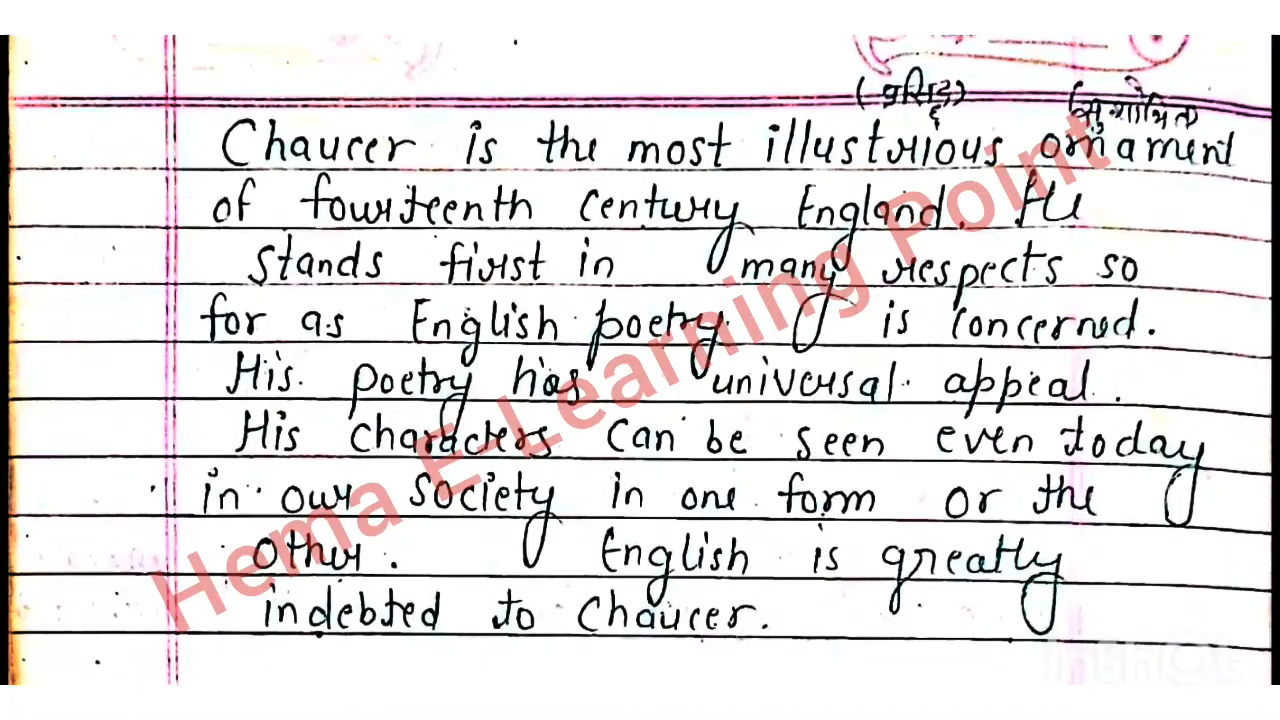 (प्रसिद्ध) (सुशोभित)
Chaucer is the most illustrious ornament
of fourteenth century England. He
stands first in many respects so
for as English poetry is concerned.
His poetry has universal appeal.
His characters can be seen even today
in our society in one form or the
other. English is greatly
indebted to Chaucer.
Hema E-Learning Point
InShOt